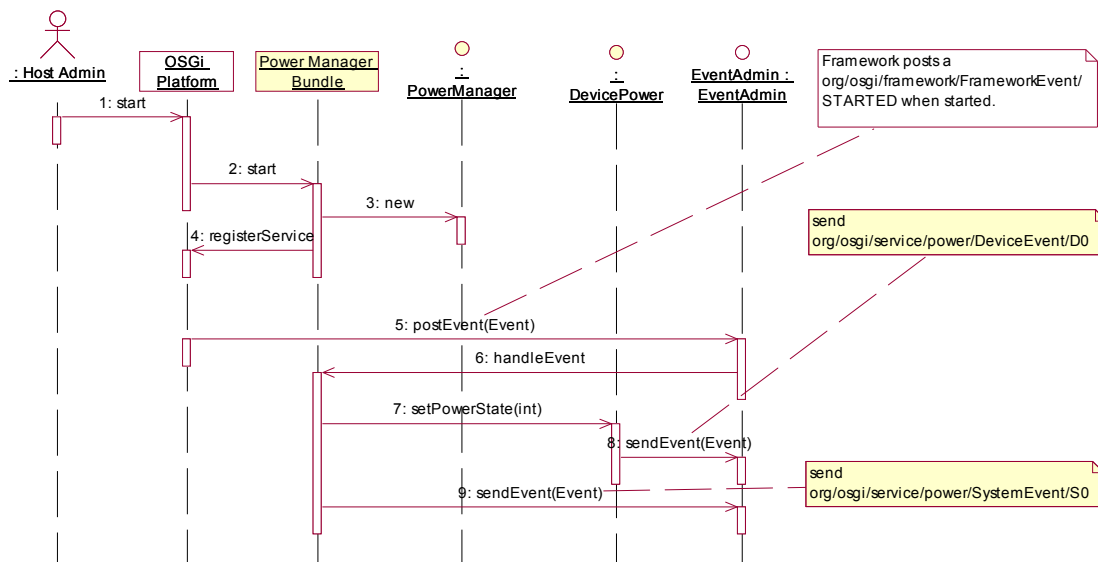 : Host Admin
OSGi
Platform
Power Manager
Bundle
:
PowerManager
:
DevicePower
EventAdmin :
EventAdmin
Framework posts a
org/osgi/framework/FrameworkEvent/
STARTED when started.
1: start
2: start
3: new
4: registerService
send
org/osgi/service/power/DeviceEvent/D0
5: postEvent(Event)
6: handleEvent
7: setPowerState(int)
8: sendEvent(Event)
send
org/osgi/service/power/SystemEvent/S0
9: sendEvent(Event)